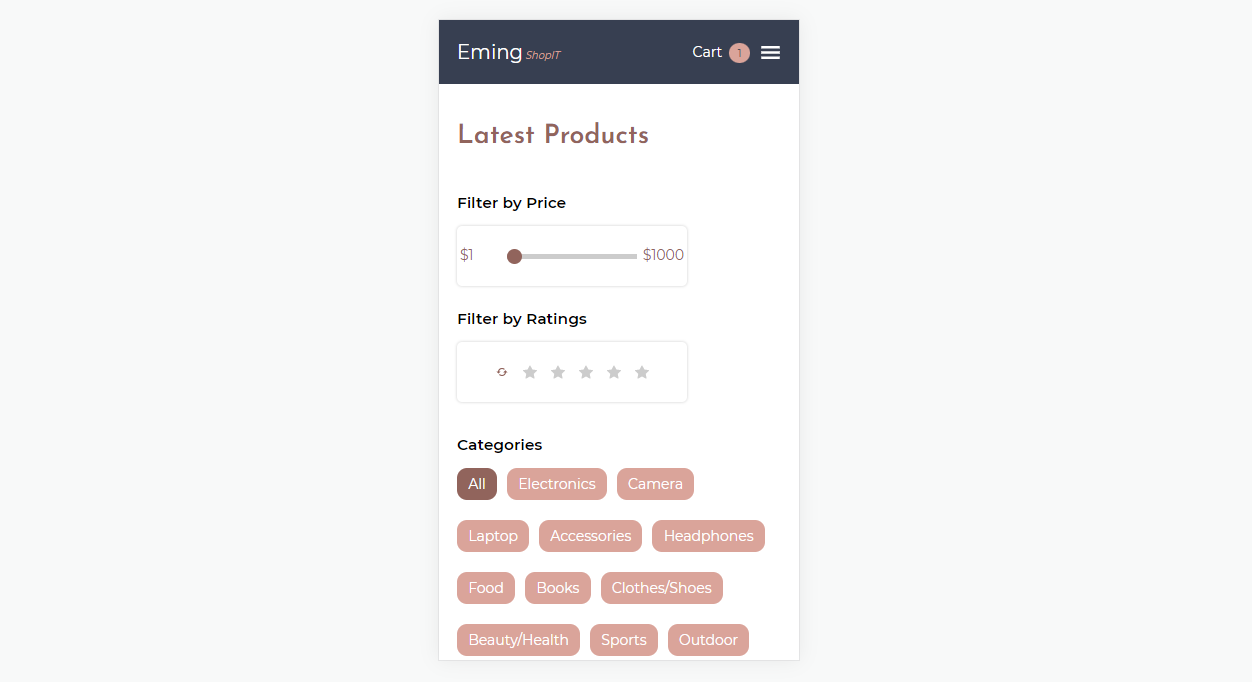 Eming ShopIT Cart 1
Latest Products
Filter by Price
$1 $1000
Filter by Ratings
Categories
All Electronics Camera
Laptop Accessories Headphones
Food Books Clothes/Shoes
Beauty/Health Sports Outdoor